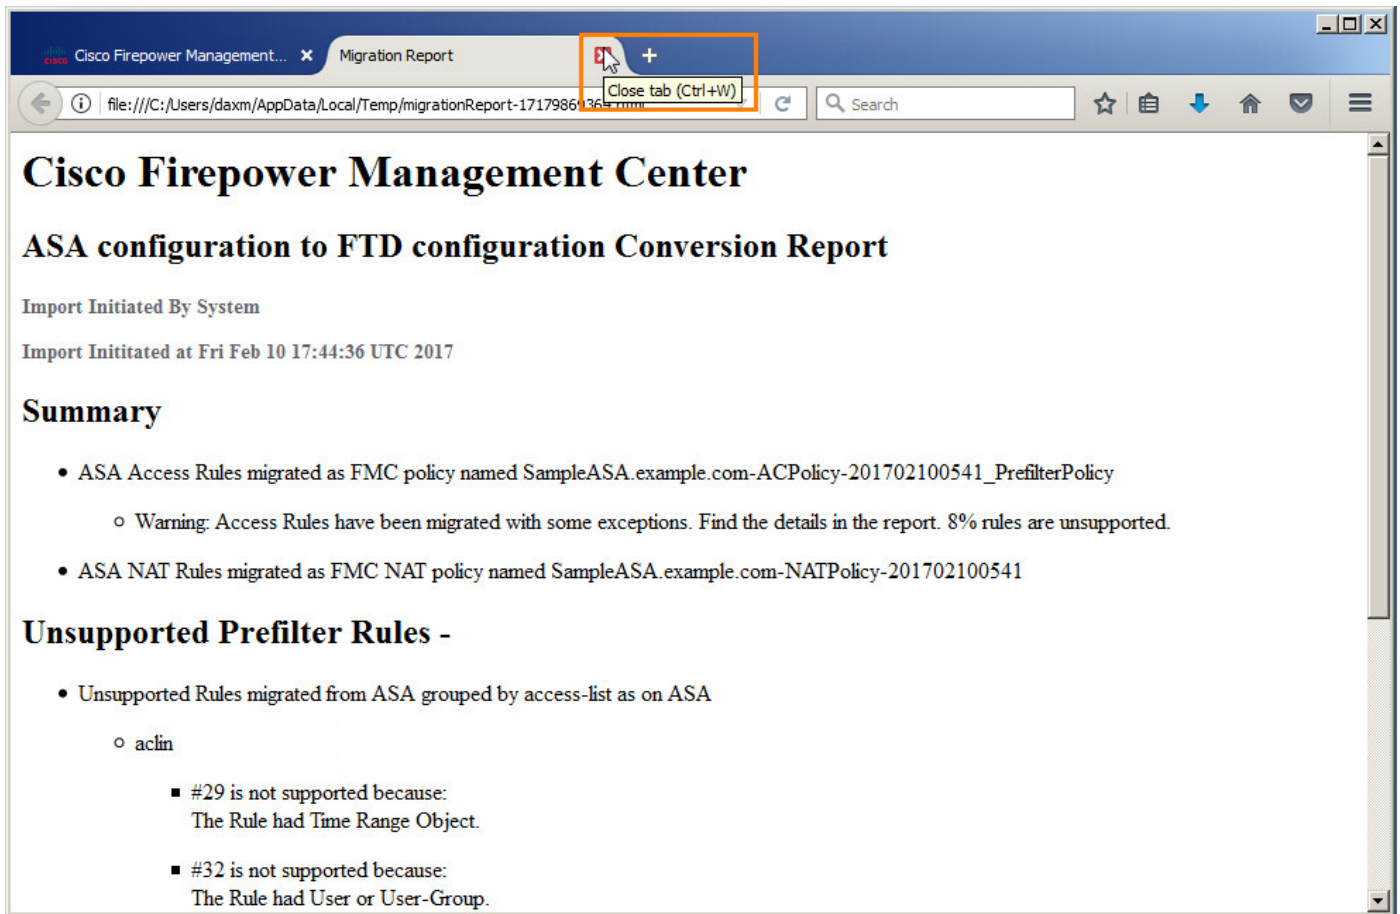 Cisco Firepower Management...
Migration Report
Close tab (Ctrl+W)
file:///C:/Users/daxm/AppData/Local/Temp/
Search
Cisco Firepower Management Center
ASA configuration to FTD configuration Conversion Report
Import Initiated By System
Import Inititated at Fri Feb 10 17:44:36 UTC 2017
Summary
ASA Access Rules migrated as FMC policy named SampleASA.example.com-ACPolicy-201702100541_PrefilterPolicy
Warning: Access Rules have been migrated with some exceptions. Find the details in the report. 8% rules are unsupported.
ASA NAT Rules migrated as FMC NAT policy named SampleASA.example.com-NATPolicy-201702100541
Unsupported Prefilter Rules -
Unsupported Rules migrated from ASA grouped by access-list as on ASA
aclin
#29 is not supported because:
The Rule had Time Range Object.
#32 is not supported because:
The Rule had User or User-Group.